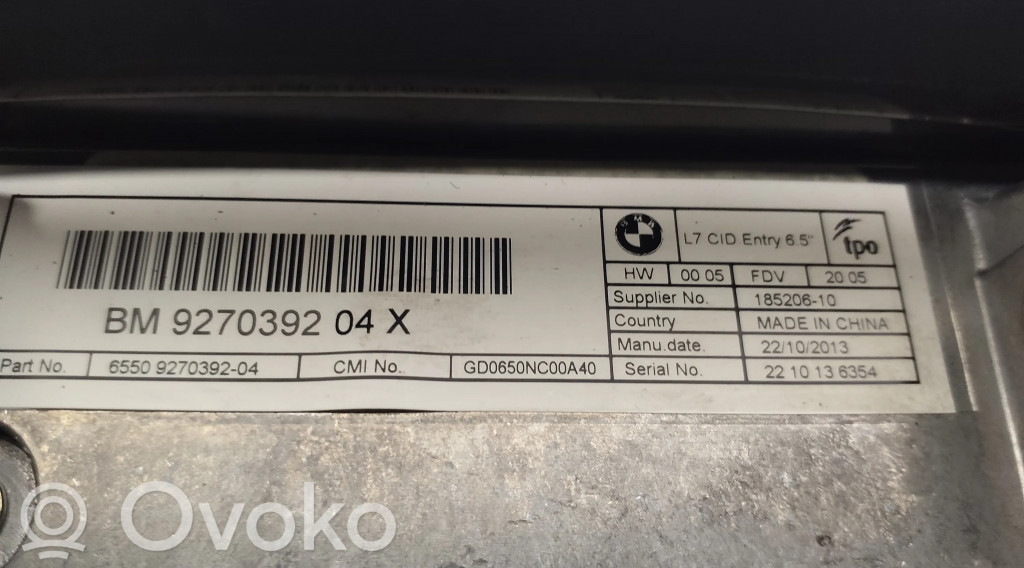 BM 9270392 04 X
Part No. 6550 9270392-04 CMI No. GD0650NC00A40
BMW L7 CID Entry 6.5" tpo
HW 00 05 FDV 20 05
Supplier No. 185206-10
Country MADE IN CHINA
Manu.date. 22/10/2013
Serial No. 22 10 13 6354
Ovoko